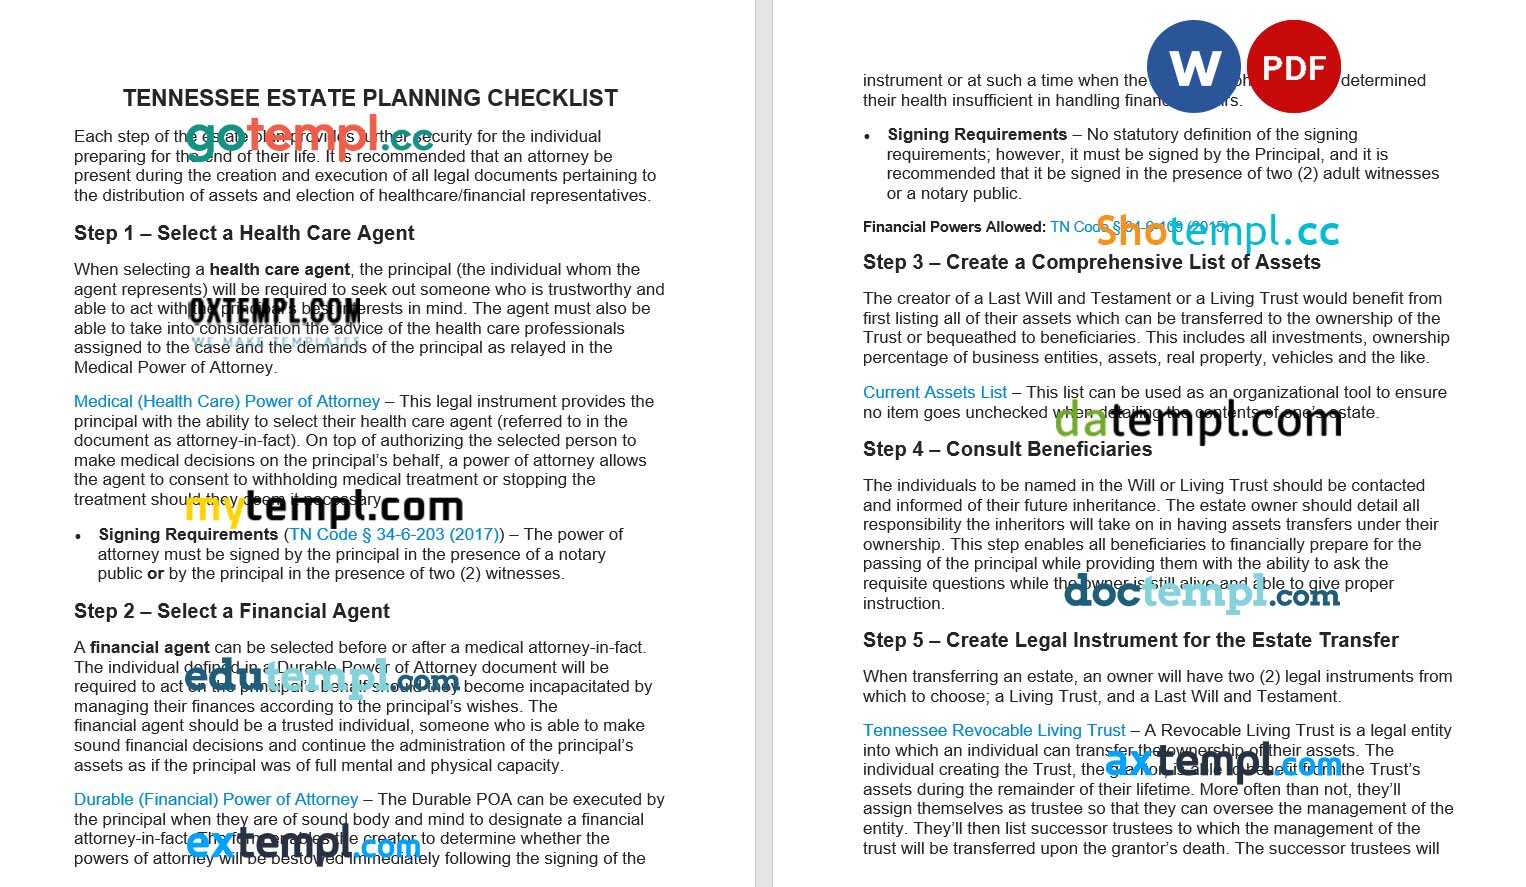 TENNESSEE ESTATE PLANNING CHECKLIST
gotempl.cc
Each step of the estate plan provides further security for the individual
preparing for the end of their life. It is recommended that an attorney be
present during the creation and execution of all legal documents pertaining to
the distribution of assets and election of healthcare/financial representatives.
Step 1 – Select a Health Care Agent
When selecting a health care agent, the principal (the individual whom the
agent represents) will be required to seek out someone who is trustworthy and
able to act with the principal's best interests in mind. The agent must also be
OXTEMPL.COM
able to take into consideration the advice of the health care professionals
WE MAKE TEMPLATES
assigned to the case and the demands of the principal as relayed in the
Medical Power of Attorney.
Medical (Health Care) Power of Attorney – This legal instrument provides the
principal with the ability to select their health care agent (referred to in the
document as attorney-in-fact). On top of authorizing the selected person to
make medical decisions on the principal's behalf, a power of attorney allows
the agent to consent to withholding medical treatment or stopping the
treatment should they deem it necessary.
mytempl.com
• Signing Requirements (TN Code § 34-6-203 (2017)) – The power of
attorney must be signed by the principal in the presence of a notary
public or by the principal in the presence of two (2) witnesses.
Step 2 – Select a Financial Agent
A financial agent can be selected before or after a medical attorney-in-fact.
The individual defined in a Durable Power of Attorney document will be
edutempl.com
required to act on the principal's behalf should they become incapacitated by
managing their finances according to the principal's wishes. The
financial agent should be a trusted individual, someone who is able to make
sound financial decisions and continue the administration of the principal's
assets as if the principal was of full mental and physical capacity.
Durable (Financial) Power of Attorney – The Durable POA can be executed by
the principal when they are of sound body and mind to designate a financial
attorney-in-fact. The form enables the creator to determine whether the
extempl.com
powers of attorney will be bestowed immediately following the signing of the
W PDF
instrument or at such a time when the determined
their health insufficient in handling
• Signing Requirements – No statutory definition of the signing
requirements; however, it must be signed by the Principal, and it is
recommended that it be signed in the presence of two (2) adult witnesses
or a notary public.
Financial Powers Allowed: TN Code § 34-6-109 (2015)
Shotempl.cc
Step 3 – Create a Comprehensive List of Assets
The creator of a Last Will and Testament or a Living Trust would benefit from
first listing all of their assets which can be transferred to the ownership of the
Trust or bequeathed to beneficiaries. This includes all investments, ownership
percentage of business entities, assets, real property, vehicles and the like.
Current Assets List – This list can be used as an organizational tool to ensure
no item goes unchecked when detailing the contents of one's estate.
datempl.com
Step 4 – Consult Beneficiaries
The individuals to be named in the Will or Living Trust should be contacted
and informed of their future inheritance. The estate owner should detail all
responsibility the inheritors will take on in having assets transfers under their
ownership. This step enables all beneficiaries to financially prepare for the
passing of the principal while providing them with the ability to ask the
requisite questions while the owner is still alive and able to give proper
doctempl.com
instruction.
Step 5 – Create Legal Instrument for the Estate Transfer
When transferring an estate, an owner will have two (2) legal instruments from
which to choose; a Living Trust, and a Last Will and Testament.
Tennessee Revocable Living Trust – A Revocable Living Trust is a legal entity
into which an individual can transfer the ownership of their assets. The
axtempl.com
individual creating the Trust, the grantor, is able to benefit from the Trust's
assets during the remainder of their lifetime. More often than not, they'll
assign themselves as trustee so that they can oversee the management of the
entity. They'll then list successor trustees to which the management of the
trust will be transferred upon the grantor's death. The successor trustees will